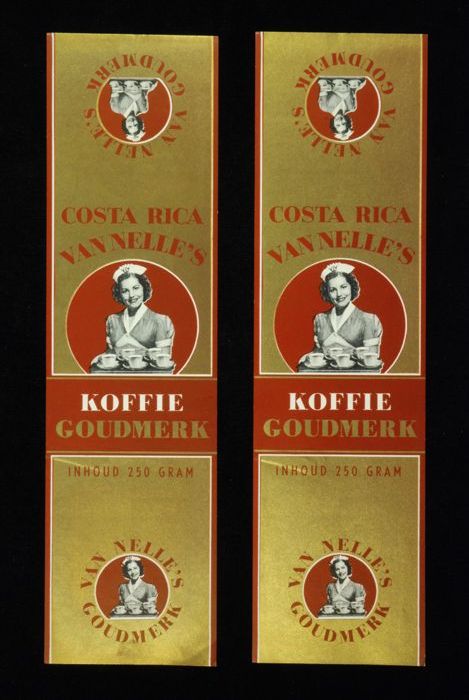 VAN NELLE'S
GOUDMERK
COSTA RICA
VAN NELLE'S
KOFFIE
GOUDMERK
INHOUD 250 GRAM
VAN NELLE'S
GOUDMERK
VAN NELLE'S
GOUDMERK
COSTA RICA
VAN NELLE'S
KOFFIE
GOUDMERK
INHOUD 250 GRAM
VAN NELLE'S
GOUDMERK